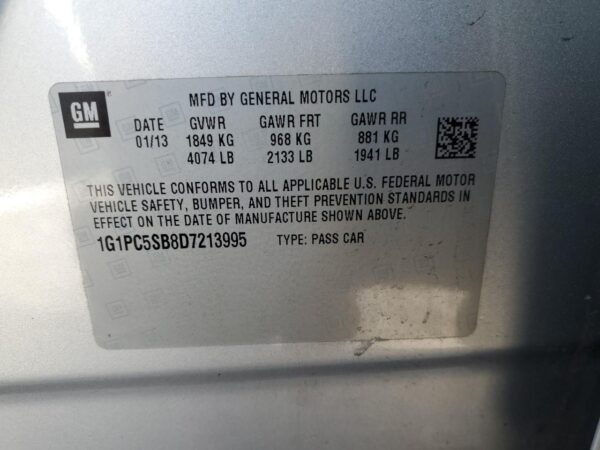 GM
MFD BY GENERAL MOTORS LLC
DATE GVWR GAWR FRT GAWR RR
01/13 1849 KG 968 KG 881 KG
4074 LB 2133 LB 1941 LB
THIS VEHICLE CONFORMS TO ALL APPLICABLE U.S. FEDERAL MOTOR
VEHICLE SAFETY, BUMPER, AND THEFT PREVENTION STANDARDS IN
EFFECT ON THE DATE OF MANUFACTURE SHOWN ABOVE.
1G1PC5SB8D7213995 TYPE: PASS CAR